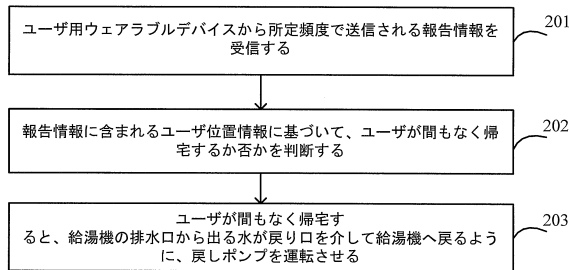 ユーザ用ウェアラブルデバイスから所定頻度で送信される報告情報を
受信する
201
報告情報に含まれるユーザ位置情報に基づいて、ユーザが間もなく帰
宅するか否かを判断する
202
ユーザが間もなく帰宅す
ると、給湯機の排水口から出る水が戻り口を介して給湯機へ戻るよう
に、戻しポンプを運転させる
203